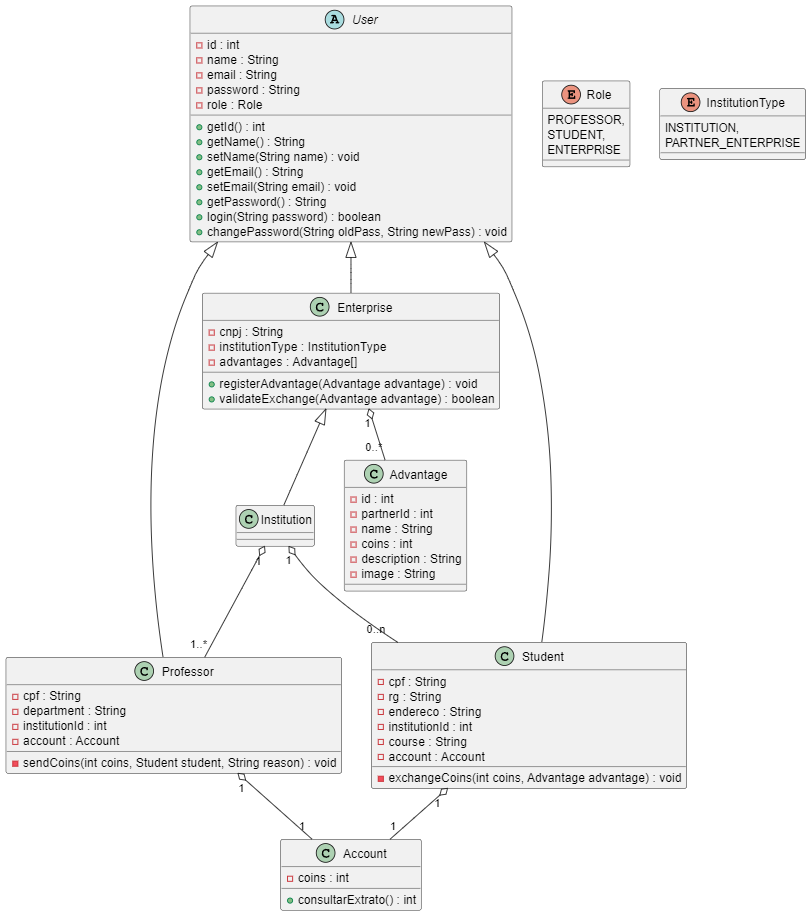 A User
id : int
name : String
email : String
password : String
role : Role
getId() : int
getName() : String
setName(String name) : void
getEmail() : String
setEmail(String email) : void
getPassword() : String
login(String password) : boolean
changePassword(String oldPass, String newPass) : void
E Role
PROFESSOR,
STUDENT,
ENTERPRISE
E InstitutionType
INSTITUTION,
PARTNER_ENTERPRISE
C Enterprise
cnpj : String
institutionType : InstitutionType
advantages : Advantage[]
registerAdvantage(Advantage advantage) : void
validateExchange(Advantage advantage) : boolean
1
0..*
C Advantage
id : int
partnerId : int
name : String
coins : int
description : String
image : String
C Institution
1
1
1..*
0..n
C Professor
cpf : String
department : String
institutionId : int
account : Account
sendCoins(int coins, Student student, String reason) : void
C Student
cpf : String
rg : String
endereco : String
institutionId : int
course : String
account : Account
exchangeCoins(int coins, Advantage advantage) : void
1
1
1
1
C Account
coins : int
consultarExtrato() : int